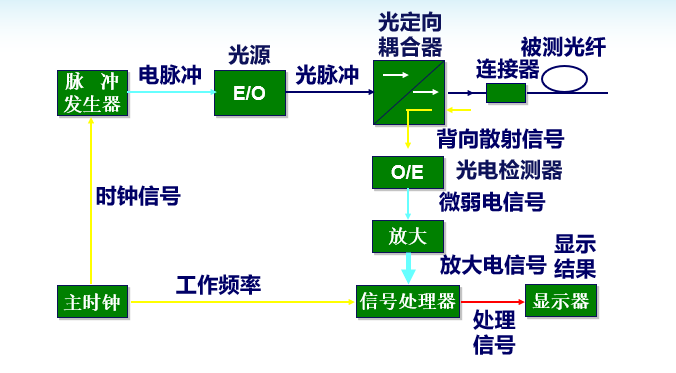 光定向
耦合器
光源
被测光纤
连接器
电脉冲
光脉冲
脉 冲
发生器
E/O
背向散射信号
O/E
光电检测器
时钟信号
微弱电信号
放大
显示
结果
放大电信号
工作频率
主时钟
信号处理器
显示器
处理
信号